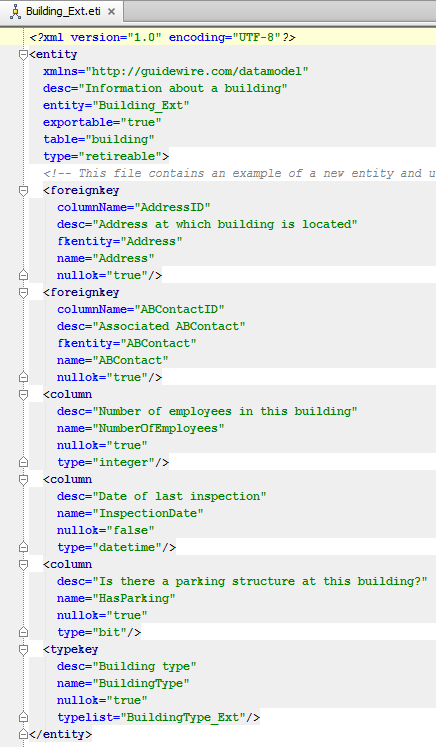 Building_Ext.eti
<?xml version="1.0" encoding="UTF-8"?>
<entity
xmlns="http://guidewire.com/datamodel"
desc="Information about a building"
entity="Building_Ext"
exportable="true"
table="building"
type="retireable">
<!-- This file contains an example of a new entity and u
<foreignkey
columnName="AddressID"
desc="Address at which building is located"
fkentity="Address"
name="Address"
nullok="true"/>
<foreignkey
columnName="ABContactID"
desc="Associated ABContact"
fkentity="ABContact"
name="ABContact"
nullok="true"/>
<column
desc="Number of employees in this building"
name="NumberOfEmployees"
nullok="true"
type="integer"/>
<column
desc="Date of last inspection"
name="InspectionDate"
nullok="false"
type="datetime"/>
<column
desc="Is there a parking structure at this building?"
name="HasParking"
nullok="true"
type="bit"/>
<typekey
desc="Building type"
name="BuildingType"
nullok="true"
typelist="BuildingType_Ext"/>
</entity>